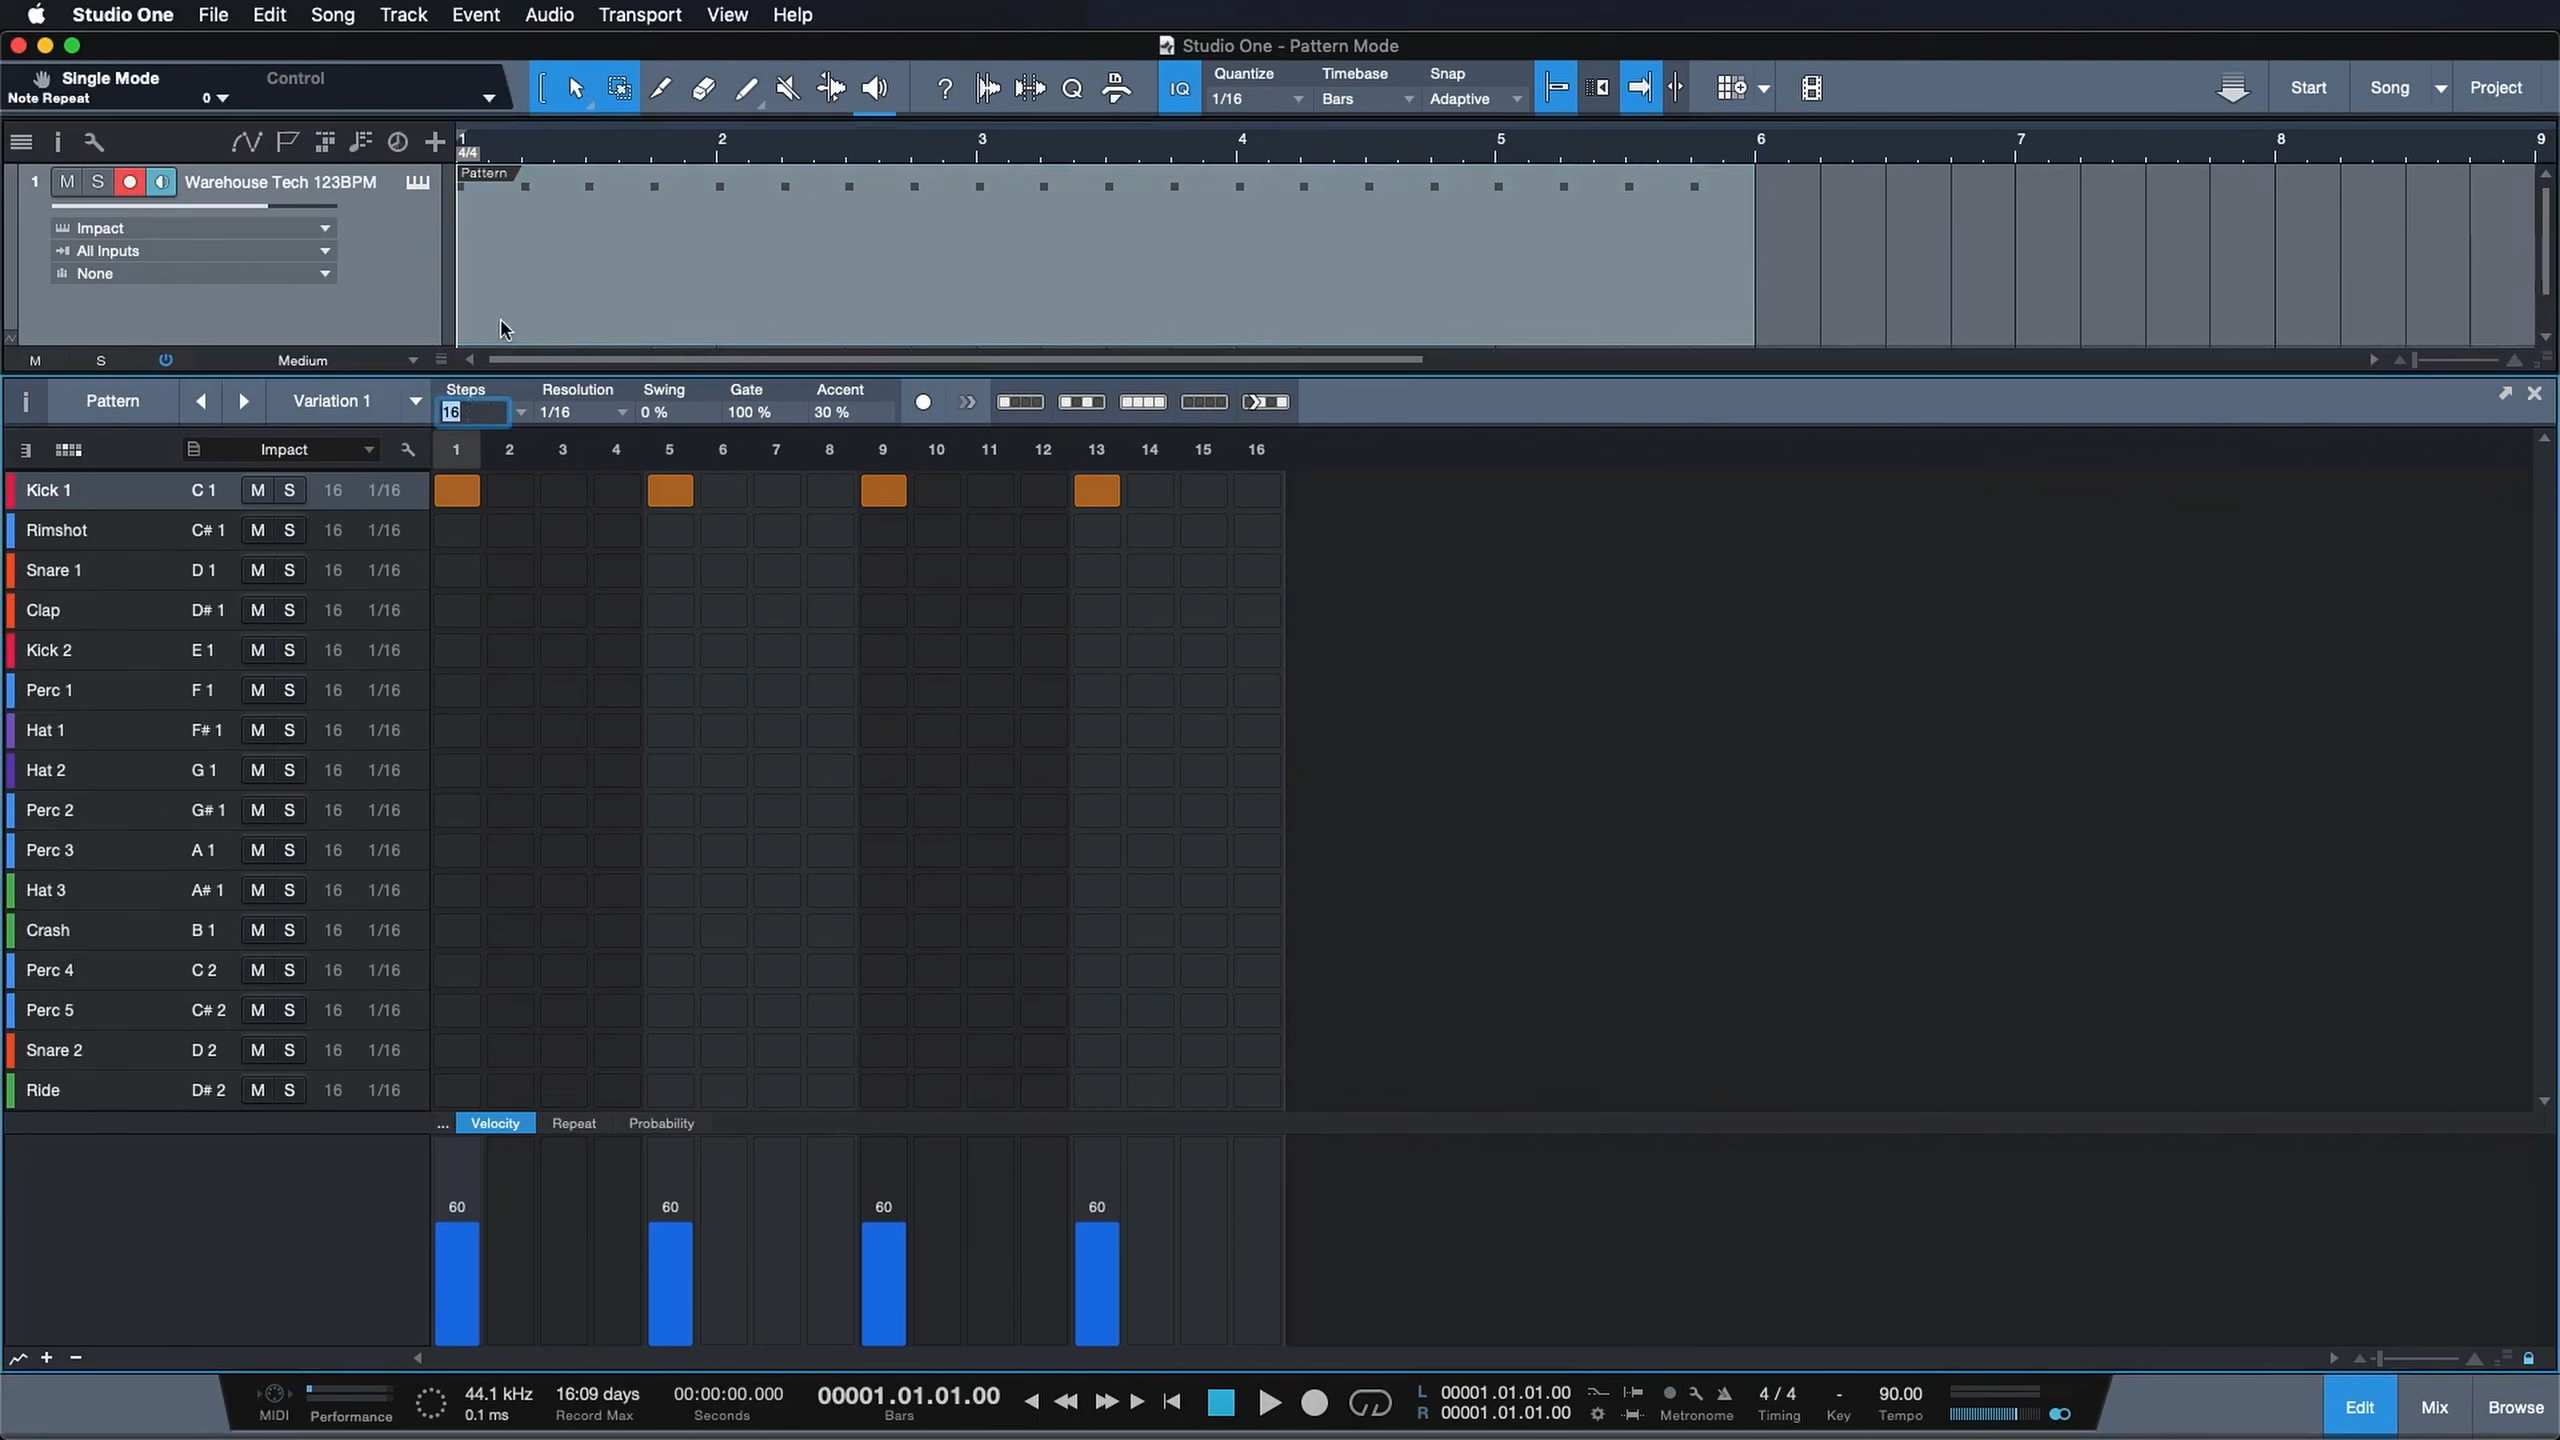 Studio One File Edit Song Track Event Audio Transport View Help
Studio One - Pattern Mode
Single Mode Control
Note Repeat 0
? Q IQ
Quantize Timebase Snap
1/16 Bars Adaptive
Start Song Project
1 2 3 4 5 6 7 8 9
4/4
1 M S Warehouse Tech 123BPM
Pattern
Impact
All Inputs
None
M S Medium
Pattern Variation 1
Steps Resolution Swing Gate Accent
16 1/16 0 % 100 % 30 %
Impact 1 2 3 4 5 6 7 8 9 10 11 12 13 14 15 16
Kick 1 C 1 M S 16 1/16
Rimshot C# 1 M S 16 1/16
Snare 1 D 1 M S 16 1/16
Clap D# 1 M S 16 1/16
Kick 2 E 1 M S 16 1/16
Perc 1 F 1 M S 16 1/16
Hat 1 F# 1 M S 16 1/16
Hat 2 G 1 M S 16 1/16
Perc 2 G# 1 M S 16 1/16
Perc 3 A 1 M S 16 1/16
Hat 3 A# 1 M S 16 1/16
Crash B 1 M S 16 1/16
Perc 4 C 2 M S 16 1/16
Perc 5 C# 2 M S 16 1/16
Snare 2 D 2 M S 16 1/16
Ride D# 2 M S 16 1/16
... Velocity Repeat Probability
60 60 60 60
MIDI Performance
44.1 kHz 16:09 days 00:00:00.000 00001.01.01.00
0.1 ms Record Max Seconds Bars
L 00001.01.01.00
R 00001.01.01.00
Metronome
4 / 4 - 90.00
Timing Key Tempo
Edit Mix Browse